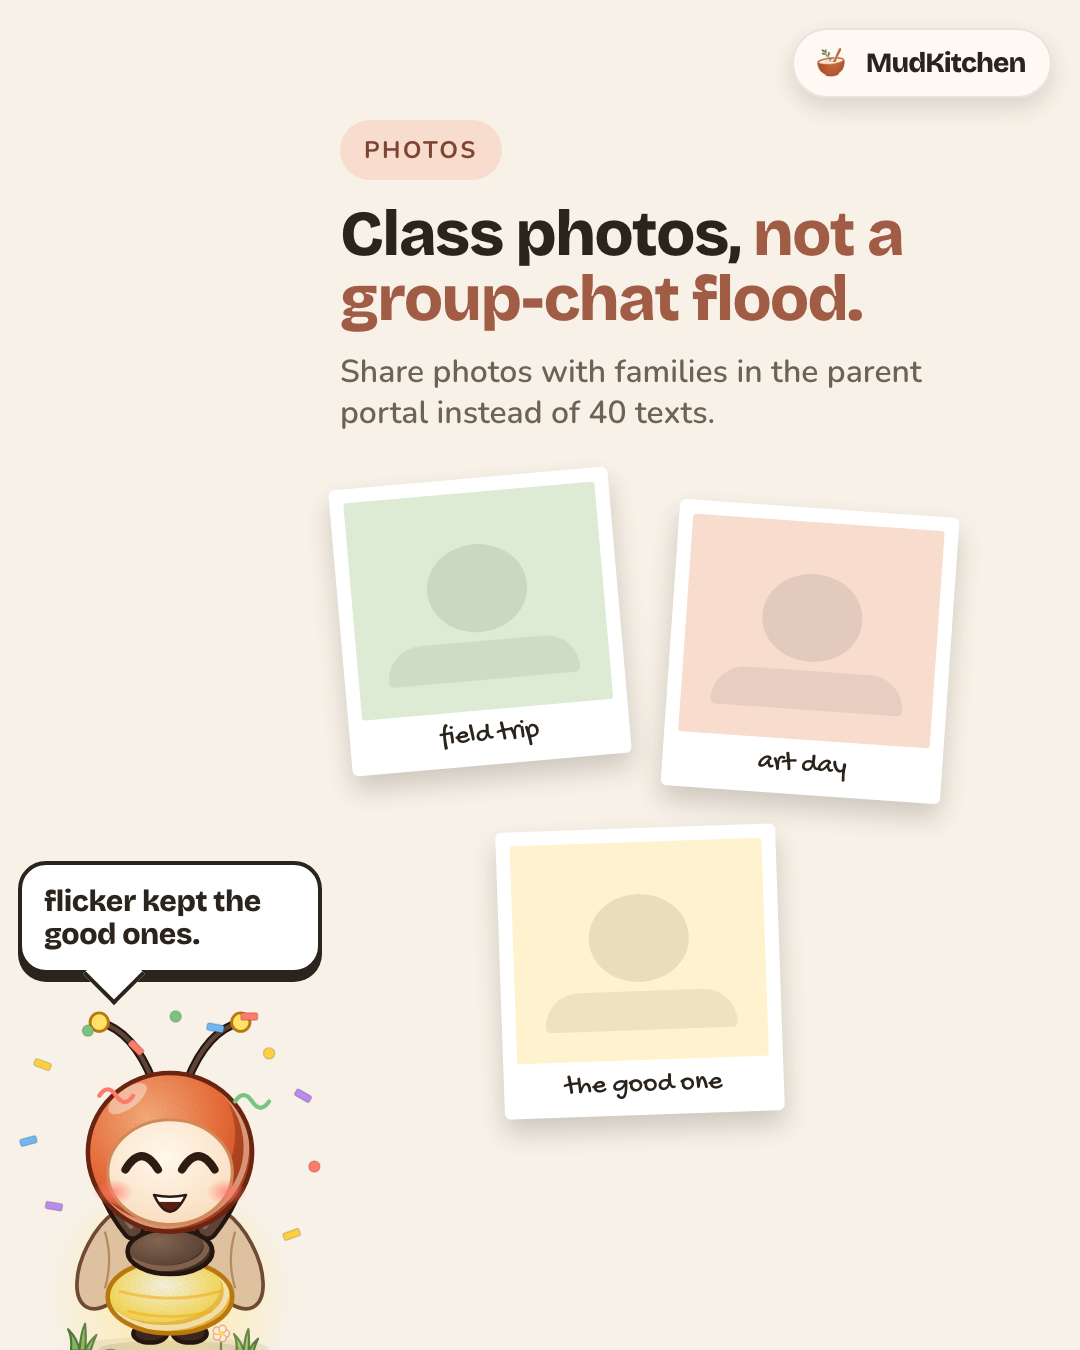 MudKitchen
PHOTOS
Class photos, not a
group-chat flood.
Share photos with families in the parent
portal instead of 40 texts.
field trip
art day
the good one
flicker kept the
good ones.